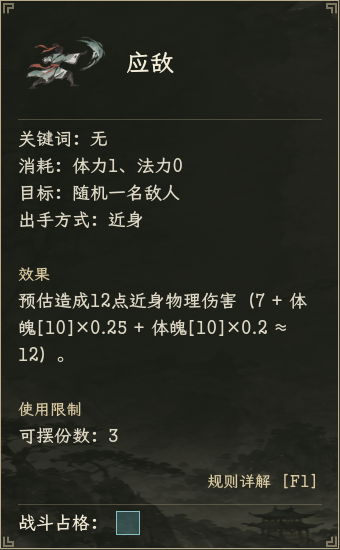 应敌
关键词: 无
消耗: 体力1、法力0
目标: 随机一名敌人
出手方式: 近身
效果
预估造成12点近身物理伤害 (7 + 体
魄[10]×0.25 + 体魄[10]×0.2 ≈
12) 。
使用限制
可摆份数: 3
规则详解 [F1]
战斗占格: